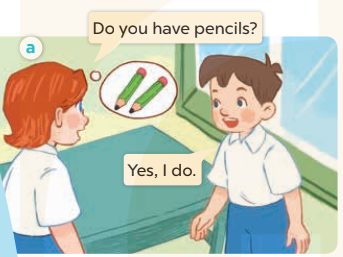 Do you have pencils?
a
Yes, I do.